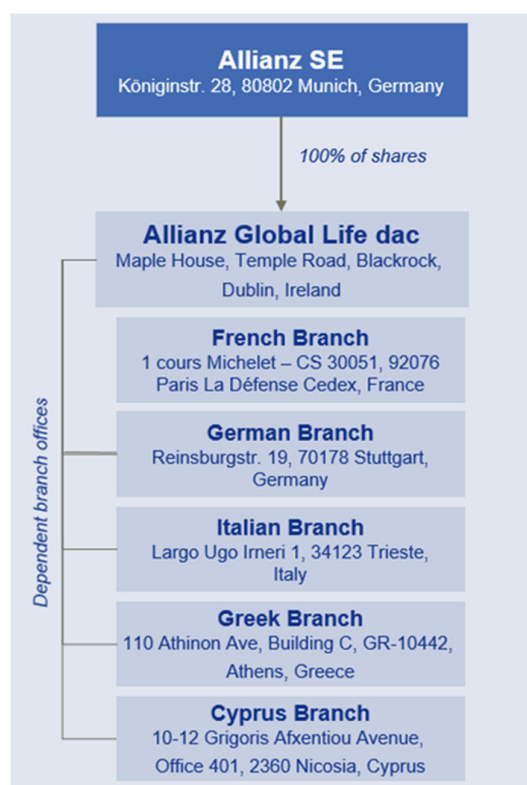 Allianz SE
Königinstr. 28, 80802 Munich, Germany
100% of shares
Allianz Global Life dac
Maple House, Temple Road, Blackrock,
Dublin, Ireland
Dependent branch offices
French Branch
1 cours Michelet – CS 30051, 92076
Paris La Défense Cedex, France
German Branch
Reinsburgstr. 19, 70178 Stuttgart,
Germany
Italian Branch
Largo Ugo Irneri 1, 34123 Trieste,
Italy
Greek Branch
110 Athinon Ave, Building C, GR-10442,
Athens, Greece
Cyprus Branch
10-12 Grigoris Afxentiou Avenue,
Office 401, 2360 Nicosia, Cyprus